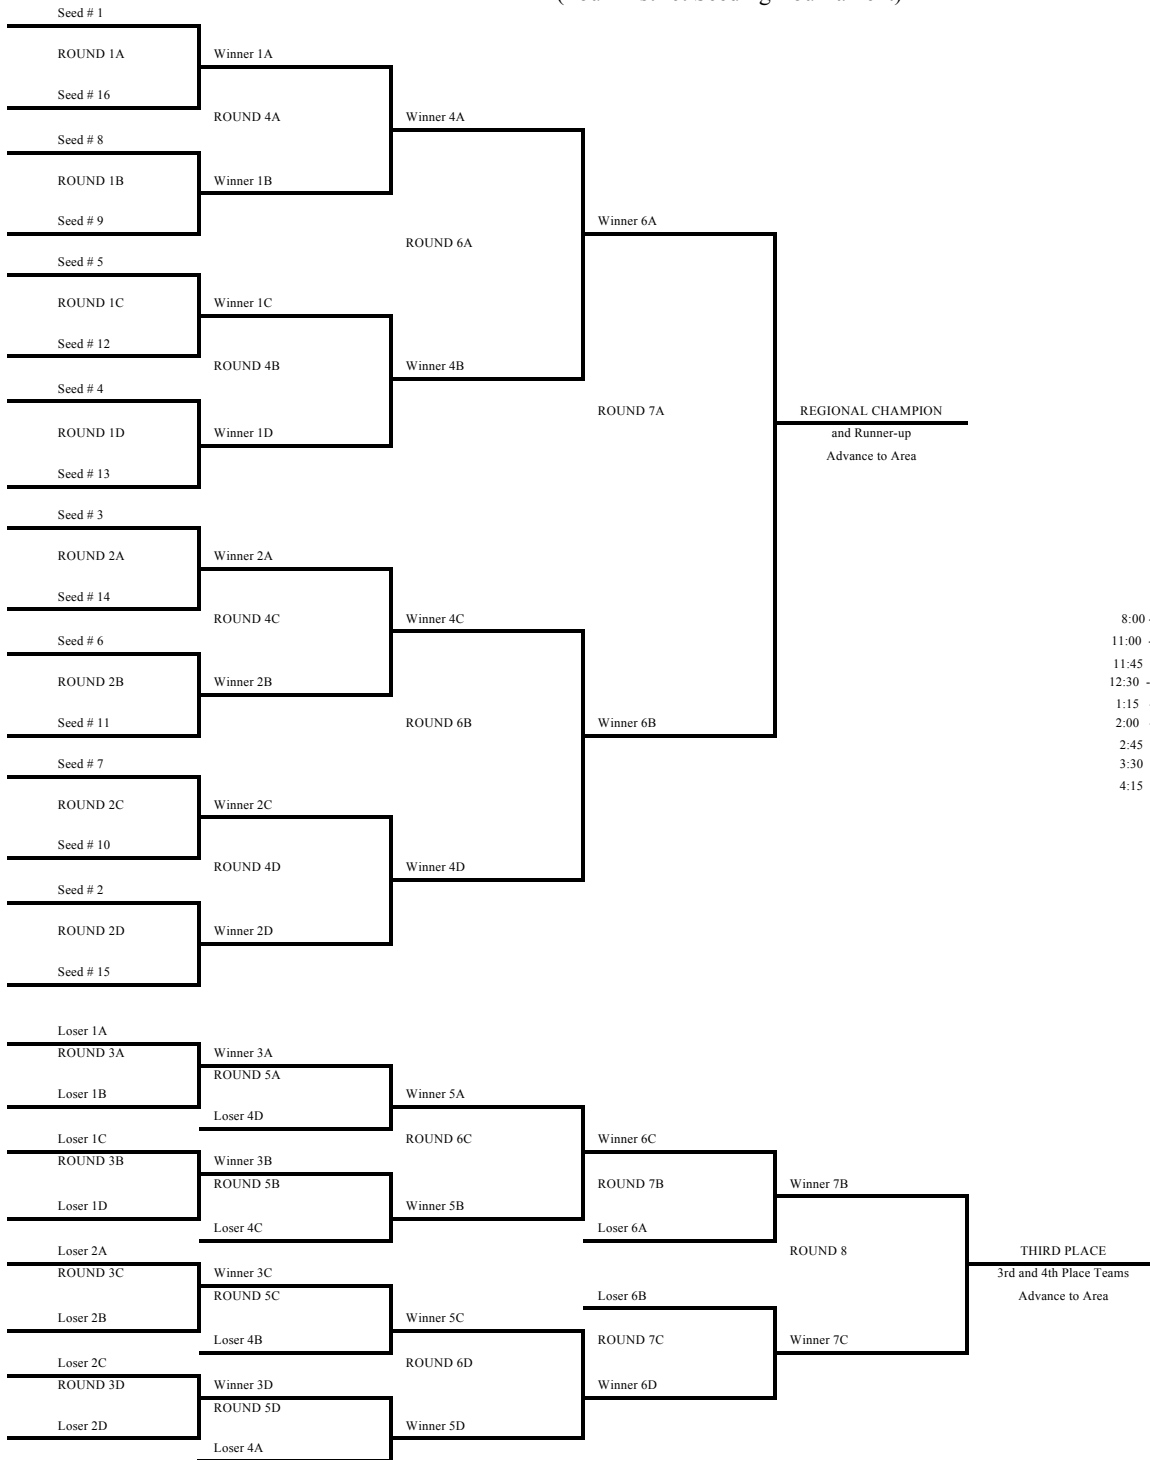 Seed # 1
ROUND 1A
Winner 1A
Seed # 16
ROUND 4A
Winner 4A
Seed # 8
ROUND 1B
Winner 1B
Seed # 9
Winner 6A
ROUND 6A
Seed # 5
ROUND 1C
Winner 1C
Seed # 12
ROUND 4B
Winner 4B
Seed # 4
ROUND 7A
REGIONAL CHAMPION
ROUND 1D
Winner 1D
and Runner-up
Advance to Area
Seed # 13
Seed # 3
ROUND 2A
Winner 2A
Seed # 14
ROUND 4C
Winner 4C
8:00
Seed # 6
11:00
11:45
ROUND 2B
Winner 2B
12:30 -
1:15
Seed # 11
ROUND 6B
Winner 6B
2:00
2:45
Seed # 7
3:30
4:15
ROUND 2C
Winner 2C
Seed # 10
ROUND 4D
Winner 4D
Seed # 2
ROUND 2D
Winner 2D
Seed # 15
Loser 1A
ROUND 3A
Winner 3A
ROUND 5A
Loser 1B
Winner 5A
Loser 4D
Loser 1C
ROUND 6C
Winner 6C
ROUND 3B
Winner 3B
ROUND 5B
ROUND 7B
Winner 7B
Loser 1D
Winner 5B
Loser 4C
Loser 6A
Loser 2A
ROUND 8
THIRD PLACE
ROUND 3C
Winner 3C
3rd and 4th Place Teams
ROUND 5C
Loser 6B
Advance to Area
Loser 2B
Winner 5C
Loser 4B
ROUND 7C
Winner 7C
Loser 2C
ROUND 6D
ROUND 3D
Winner 3D
Winner 6D
ROUND 5D
Loser 2D
Winner 5D
Loser 4A